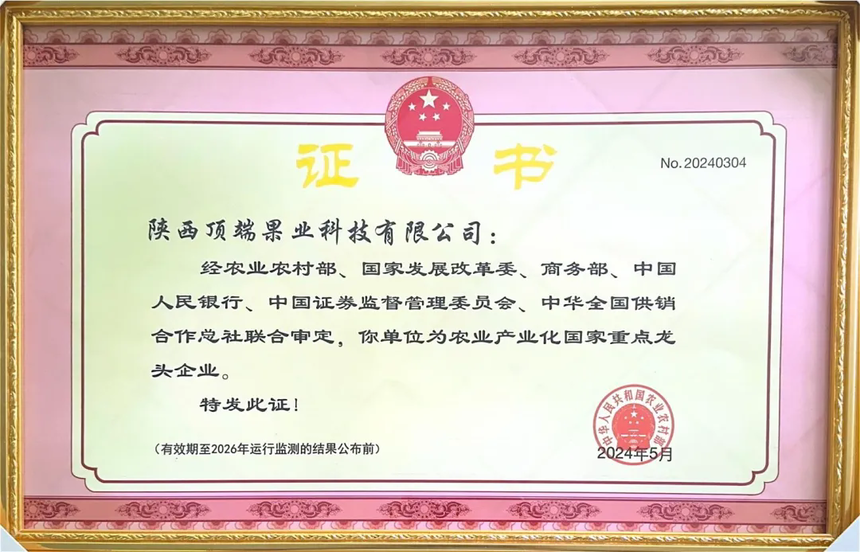 证 书
No.20240304
陕西顶端果业科技有限公司：
经农业农村部、国家发展改革委、商务部、中国
人民银行、中国证券监督管理委员会、中华全国供销
合作总社联合审定，你单位为农业产业化国家重点龙
头企业。
特发此证！
中华人民共和国农业农村部
（有效期至2026年运行监测的结果公布前）
2024年5月